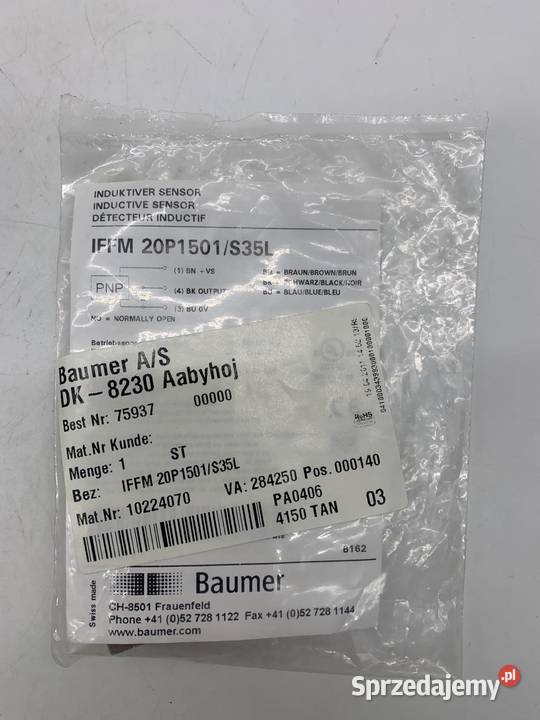 INDUKTIVER SENSOR
INDUCTIVE SENSOR
DÉTECTEUR INDUCTIF
IFFM 20P1501/S35L
PNP
(1) BN +VS
(4) BK OUTPUT
(3) BU 0V
NO = NORMALLY OPEN
BN = BRAUN/BROWN/BRUN
BK = SCHWARZ/BLACK/NOIR
BU = BLAU/BLUE/BLEU
Baumer A/S
DK - 8230 Aabyhoj
Best Nr: 75937 00000
Mat.Nr Kunde:
Menge: 1 ST
Bez: IFFM 20P1501/S35L
Mat.Nr: 10224070 VA: 284250 Pos. 000140
PA0406
4150 TAN 03
RoHS
8162
Swiss made
Baumer
CH-8501 Frauenfeld
Phone +41 (0)52 728 1122 Fax +41 (0)52 728 1144
www.baumer.com
Sprzedajemy.pl